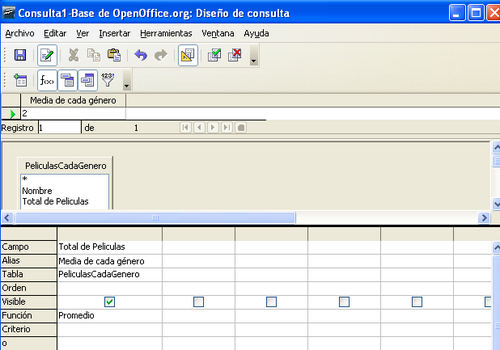 Consulta1-Base de OpenOffice.org: Diseño de consulta
Archivo Editar Ver Insertar Herramientas Ventana Ayuda
f(x)
Media de cada género
2
Registro 1 de 1
PeliculasCadaGenero
*
Nombre
Total de Peliculas
Campo Total de Peliculas
Alias Media de cada género
Tabla PeliculasCadaGenero
Orden
Visible
Función Promedio
Criterio
o